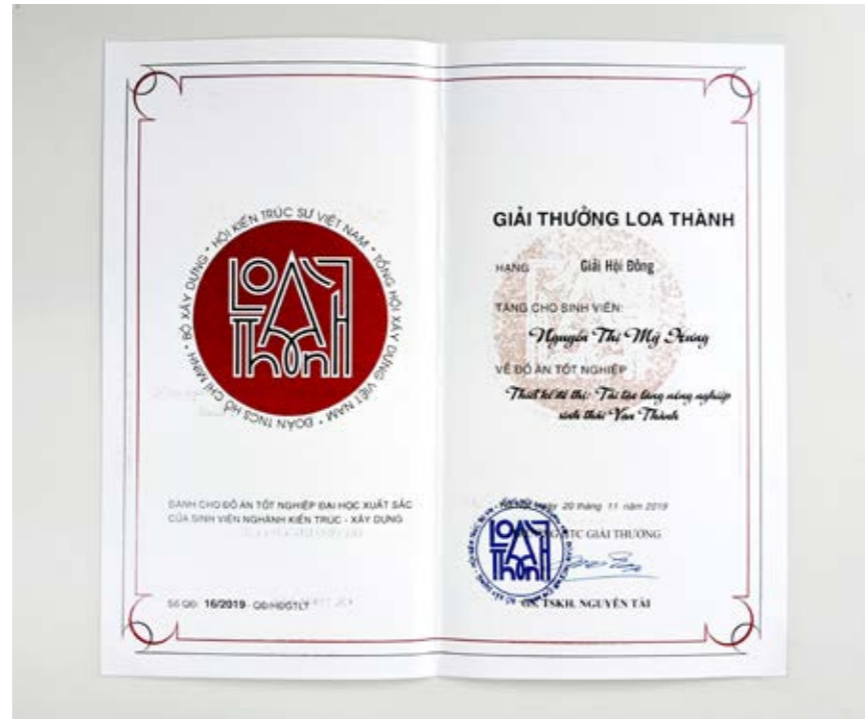 HỘI KIẾN TRÚC SƯ VIỆT NAM * TỔNG HỘI XÂY DỰNG VIỆT NAM * ĐOÀN TNCS HỒ CHÍ MINH * BỘ XÂY DỰNG *
LOA
Thành
DÀNH CHO ĐỒ ÁN TỐT NGHIỆP ĐẠI HỌC XUẤT SẮC
CỦA SINH VIÊN NGHÀNH KIẾN TRÚC - XÂY DỰNG
Số QĐ: 16/2019 - QĐ/HĐGTLT
GIẢI THƯỞNG LOA THÀNH
HẠNG Giải Hội Đồng
TẶNG CHO SINH VIÊN:
Nguyễn Thị Mỹ
VỀ ĐỒ ÁN TỐT NGHIỆP
Thiết kế đô thị: Tái tạo làng nông nghiệp
sinh thái Vạn Thành
ngày 20 tháng 11 năm 2019
GIẢI THƯỞNG
LOA
Thành
GS. TSKH. NGUYỄN TÀI